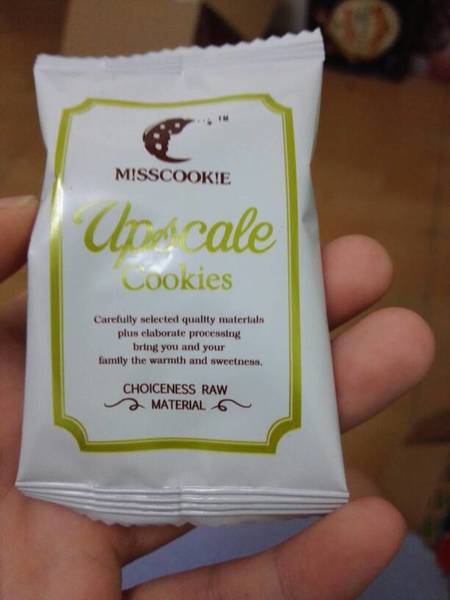 TM
M!SSCOOK!E
Upscale
Cookies
Carefully selected quality materials
plus elaborate processing
bring you and your
family the warmth and sweetness.
CHOICENESS RAW
MATERIAL